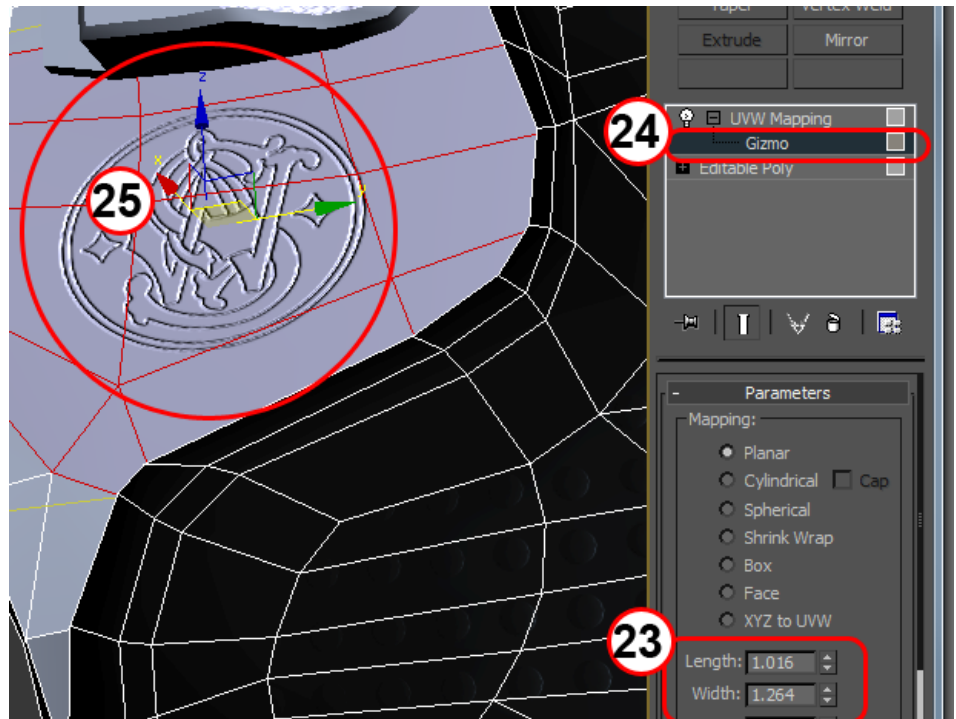 Taper Vertex Weld
Extrude Mirror
24
UVW Mapping
Gizmo
Editable Poly
z
x
25
Parameters
Mapping:
Planar
Cylindrical Cap
Spherical
Shrink Wrap
Box
Face
XYZ to UVW
23
Length: 1.016
Width: 1.264